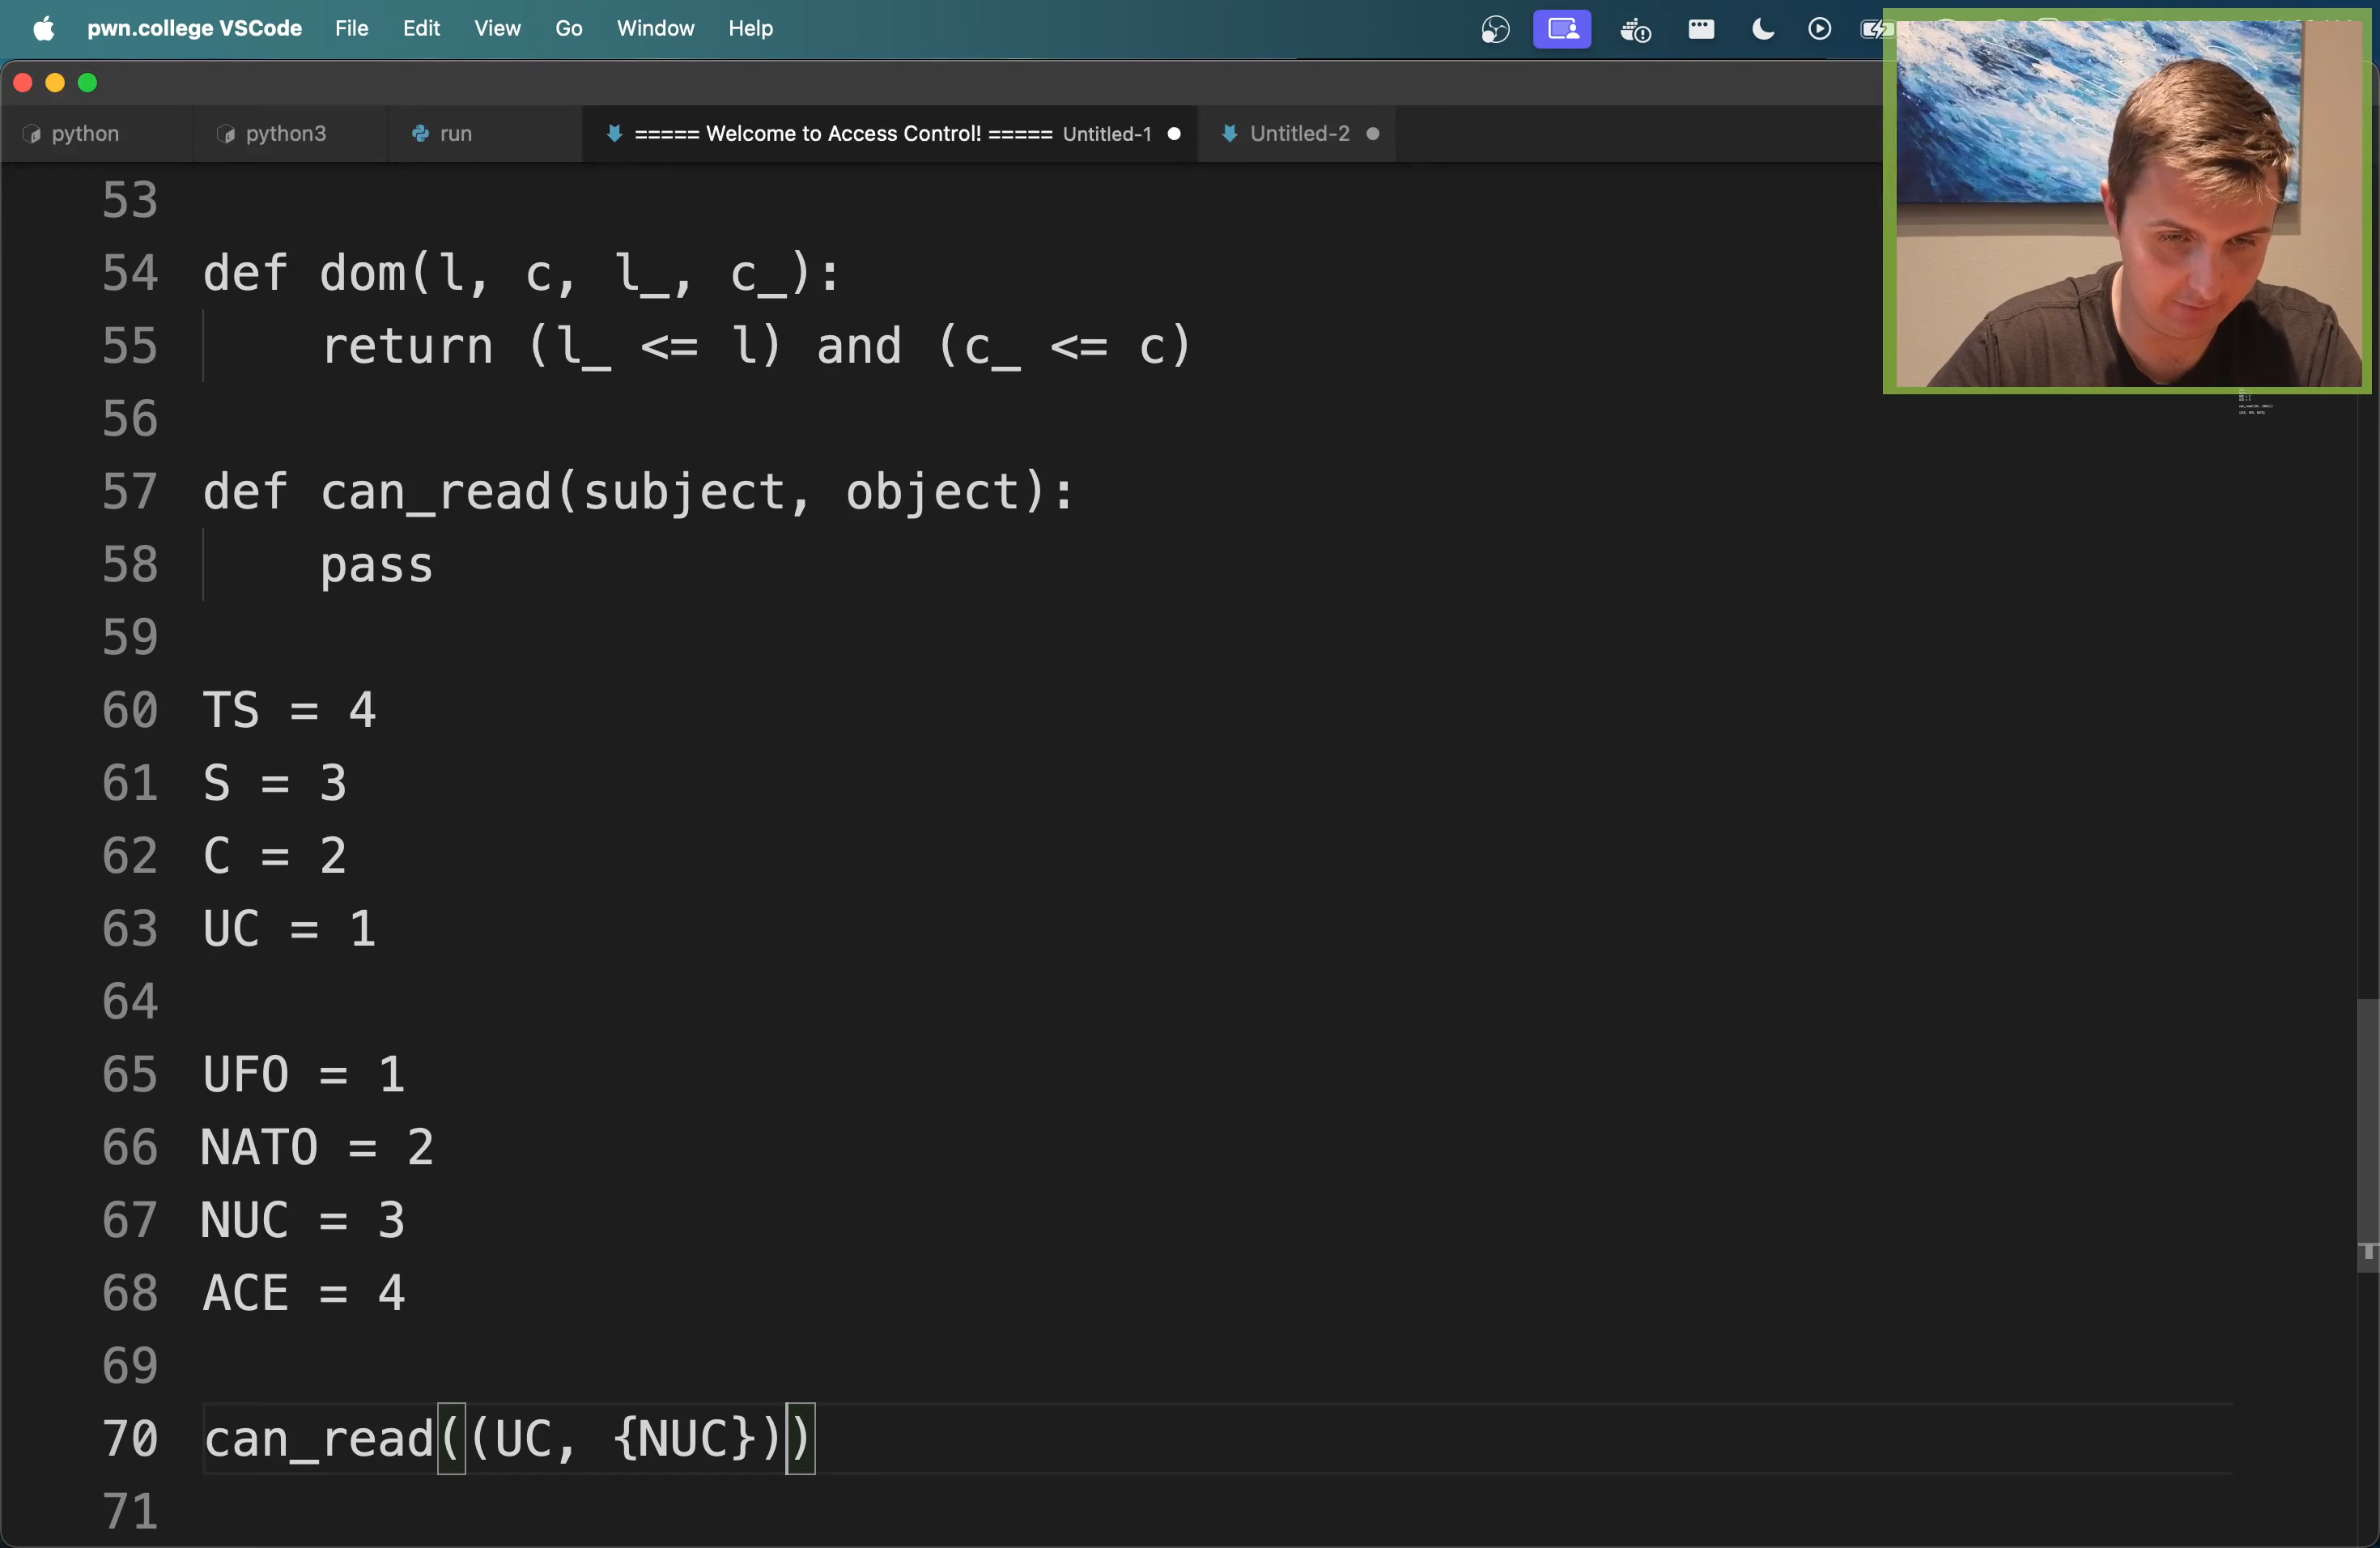 pwn.college VSCode File Edit View Go Window Help
python python3 run ===== Welcome to Access Control! ===== Untitled-1 Untitled-2
53
54 def dom(l, c, l_, c_):
55     return (l_ <= l) and (c_ <= c)
56
57 def can_read(subject, object):
58     pass
59
60 TS = 4
61 S = 3
62 C = 2
63 UC = 1
64
65 UFO = 1
66 NATO = 2
67 NUC = 3
68 ACE = 4
69
70 can_read((UC, {NUC}))
71